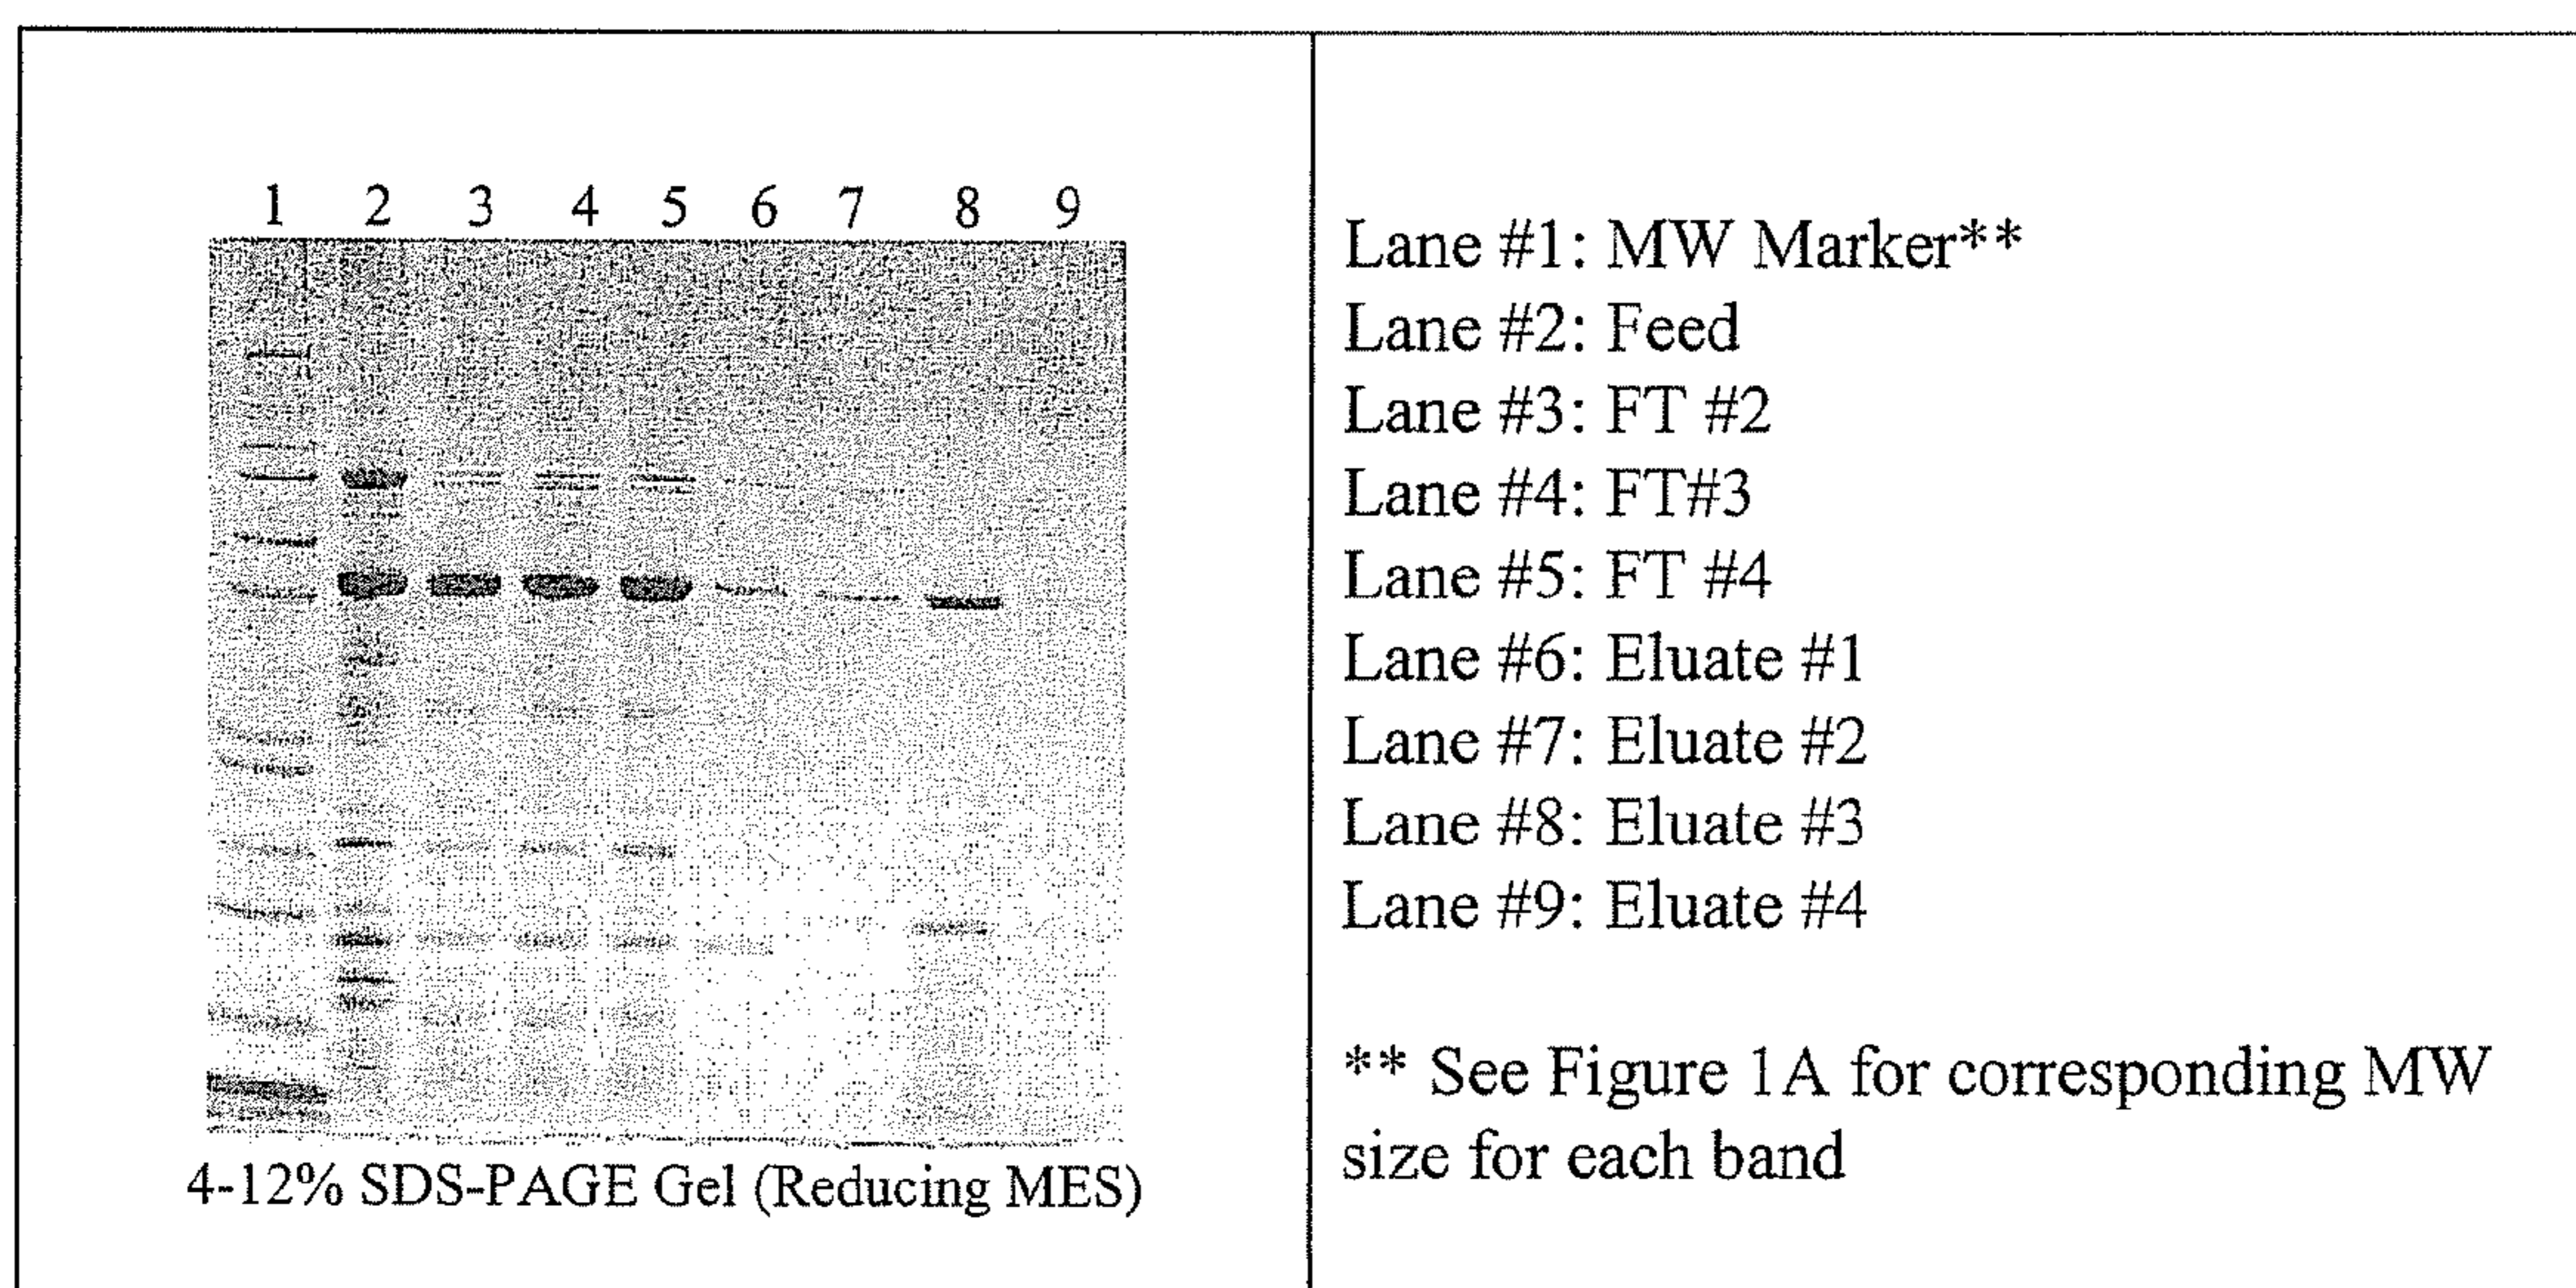 1 2 3 4 5 6 7 8 9
4-12% SDS-PAGE Gel (Reducing MES)
Lane #1: MW Marker**
Lane #2: Feed
Lane #3: FT #2
Lane #4: FT#3
Lane #5: FT #4
Lane #6: Eluate #1
Lane #7: Eluate #2
Lane #8: Eluate #3
Lane #9: Eluate #4
** See Figure 1A for corresponding MW
size for each band